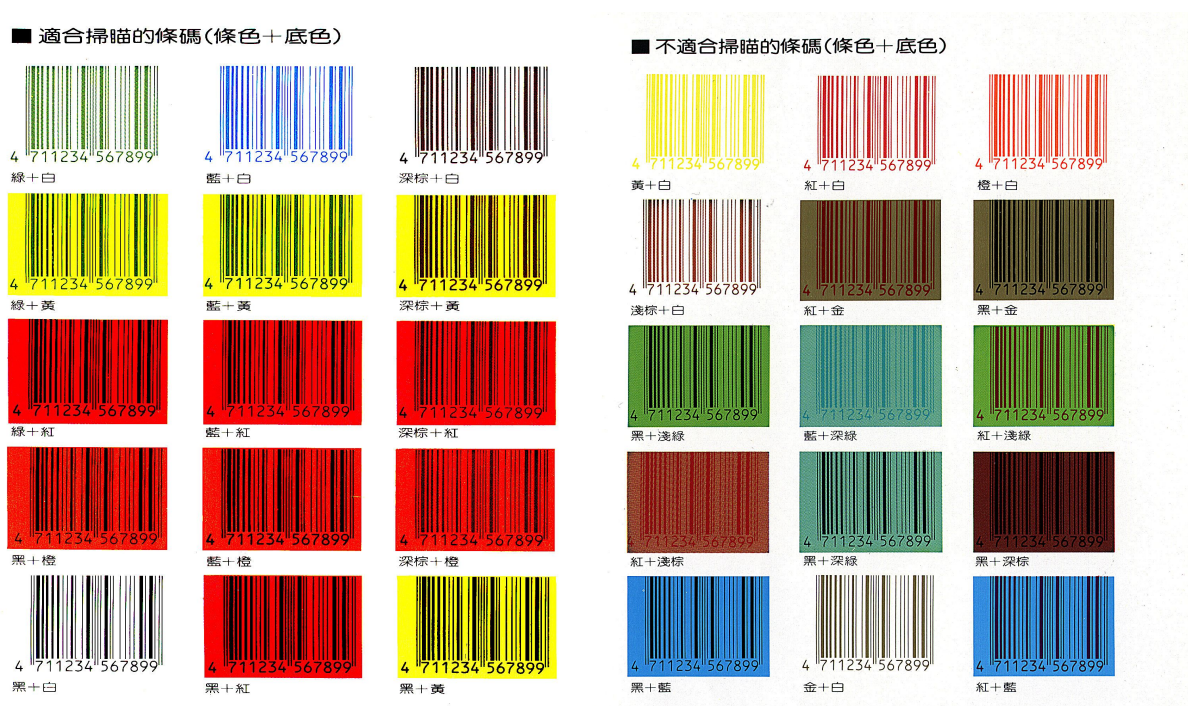 ■ 適合掃瞄的條碼(條色＋底色)
4 711234 567899 4 711234 567899 4 711234 567899
綠＋白 藍＋白 深棕＋白
4 711234 567899 4 711234 567899 4 711234 567899
綠＋黃 藍＋黃 深棕＋黃
4 711234 567899 4 711234 567899 4 711234 567899
綠＋紅 藍＋紅 深棕＋紅
4 711234 567899 4 711234 567899 4 711234 567899
黑＋橙 藍＋橙 深棕＋橙
4 711234 567899 4 711234 567899 4 711234 567899
黑＋白 黑＋紅 黑＋黃
■ 不適合掃瞄的條碼(條色＋底色)
4 711234 567899 4 711234 567899 4 711234 567899
黃＋白 紅＋白 橙＋白
4 711234 567899 4 711234 567899 4 711234 567899
淺棕＋白 紅＋金 黑＋金
4 711234 567899 4 711234 567899 4 711234 567899
黑＋淺綠 藍＋深綠 紅＋淺綠
4 711234 567899 4 711234 567899 4 711234 567899
紅＋淺棕 黑＋深綠 黑＋深棕
4 711234 567899 4 711234 567899 4 711234 567899
黑＋藍 金＋白 紅＋藍